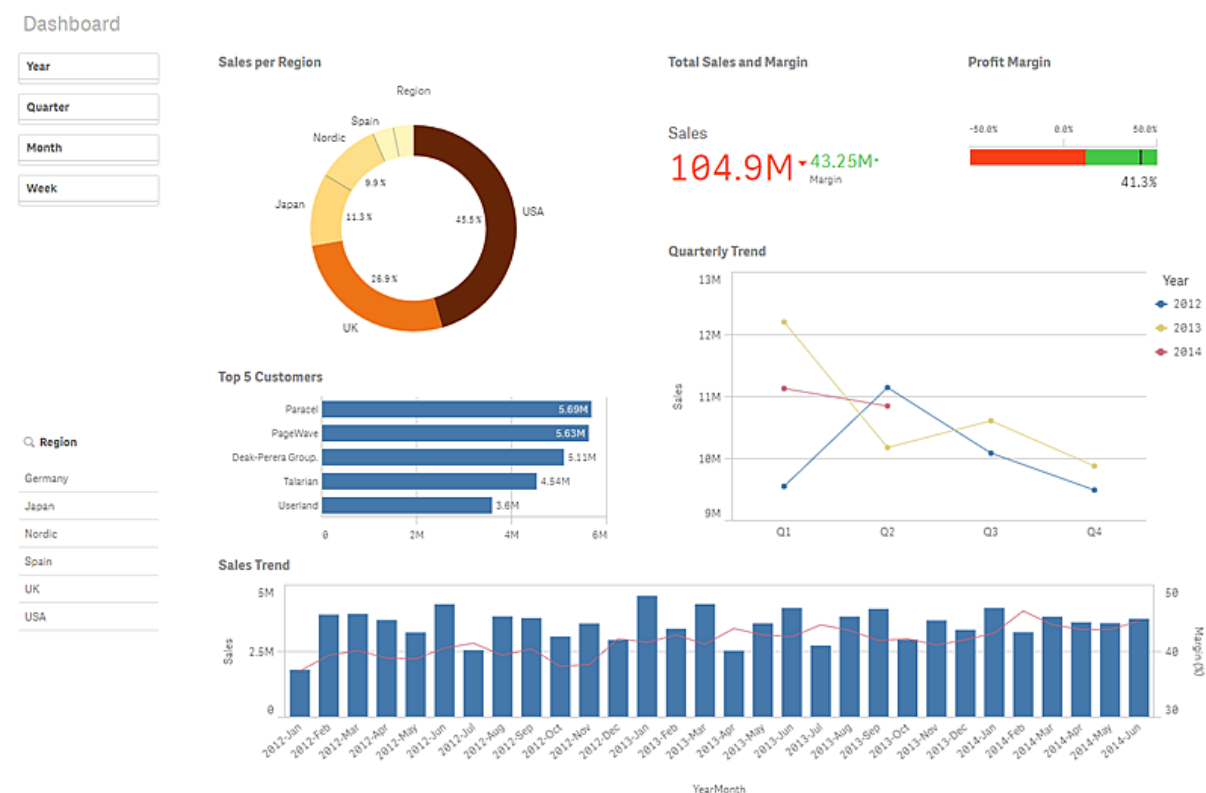 Dashboard
Year
Quarter
Month
Week
Region
Germany
Japan
Nordic
Spain
UK
USA
Sales per Region
Region
Spain
Nordic
Japan
USA
UK
9.9%
11.3%
45.5%
26.9%
Total Sales and Margin
Sales
104.9M
43.25M
Margin
Profit Margin
-50.0% 0.0% 50.0%
41.3%
Top 5 Customers
Paracel 5.69M
PageWave 5.63M
Deak-Perera Group. 5.11M
Talarian 4.54M
Userland 3.6M
0 2M 4M 6M
Quarterly Trend
13M
12M
11M
10M
9M
Sales
Q1 Q2 Q3 Q4
Year
2012
2013
2014
Sales Trend
5M
2.5M
0
Sales
50
40
30
Margin (%)
2012-Jan 2012-Feb 2012-Mar 2012-Apr 2012-May 2012-Jun 2012-Jul 2012-Aug 2012-Sep 2012-Oct 2012-Nov 2012-Dec 2013-Jan 2013-Feb 2013-Mar 2013-Apr 2013-May 2013-Jun 2013-Jul 2013-Aug 2013-Sep 2013-Oct 2013-Nov 2013-Dec 2014-Jan 2014-Feb 2014-Mar 2014-Apr 2014-May 2014-Jun
YearMonth